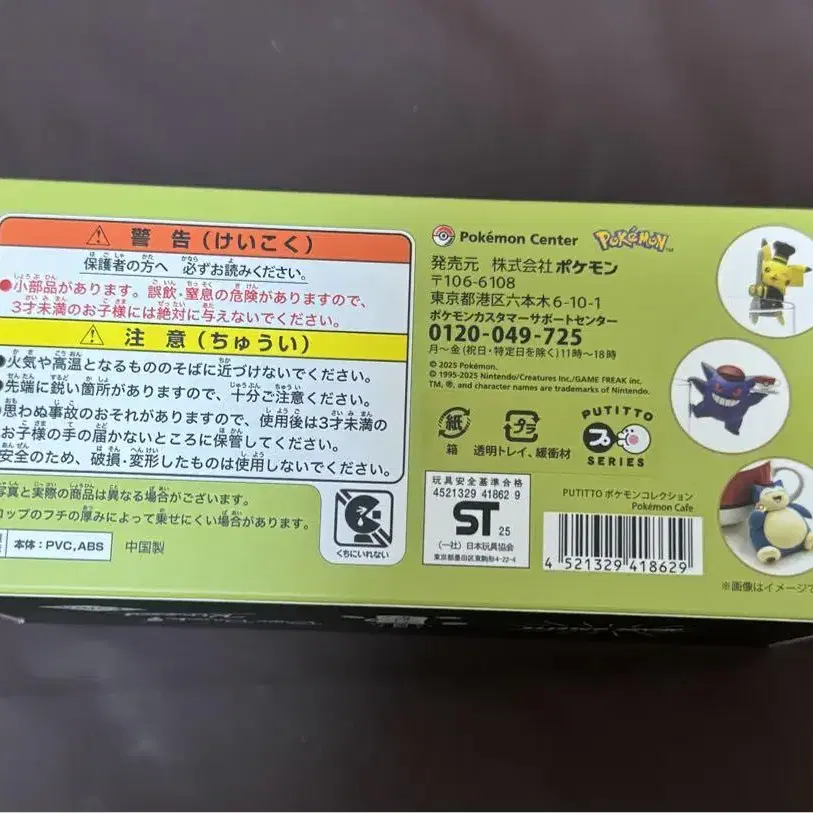 警告(けいこく)
保護者の方へ 必ずお読みください。
●小部品があります。誤飲・窒息の危険がありますので、
3才未満のお子様には絶対に与えないでください。
注意(ちゅうい)
●火気や高温となるもののそばに近づけないでください。
●先端に鋭い箇所がありますので、十分ご注意ください。
思わぬ事故のおそれがありますので、使用後は3才未満の
お子様の手の届かないところに保管してください。
安全のため、破損・変形したものは使用しないでください。
写真と実際の商品は異なる場合がございます。
コップのフチの厚みによって乗せにくい場合があります。
本体:PVC,ABS 中国製
くちにいれない
Pokémon Center POKÉMON™
発売元 株式会社ポケモン
〒106-6108
東京都港区六本木6-10-1
ポケモンカスタマーサポートセンター
0120-049-725
月〜金(祝日・特定日を除く)11時〜18時
© 2025 Pokémon.
© 1995-2025 Nintendo/Creatures Inc./GAME FREAK inc.
TM, ®, and character names are trademarks of Nintendo.
紙
箱
プラ
透明トレイ、緩衝材
PUTITTO
プ
SERIES
玩具安全基準合格
4521329 41862 9
ST 25
(一社)日本玩具協会
東京都墨田区東駒形4-22-4
PUTITTO ポケモンコレクション
Pokémon Cafe
4 521329 418629
※画像はイメージで